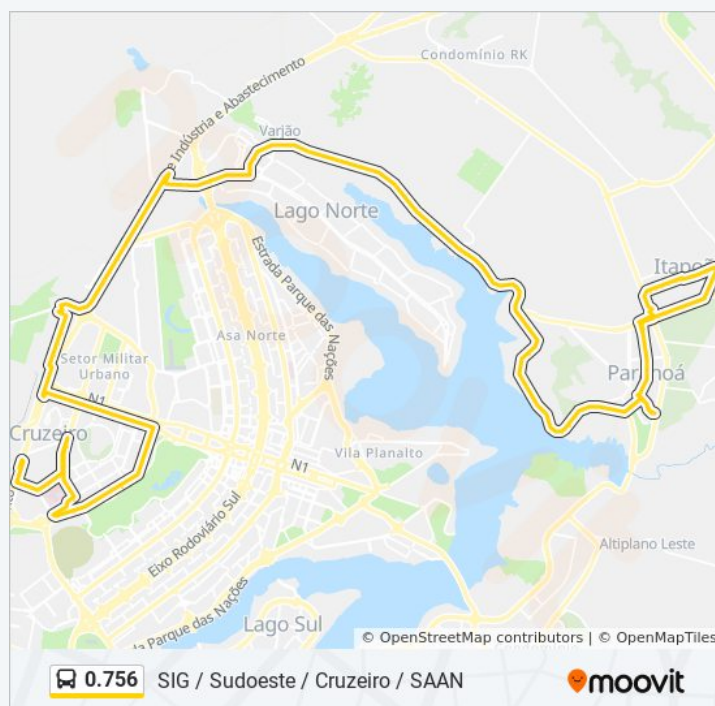 Condomínio RK
e Indústria e Abastecimento
Varjão
Lago Norte
Itapoã
Estrada Parque das Nações
Asa Norte
Setor Militar
Urbano
Paranoá
N1
Cruzeiro
Vila Planalto
N1
Eixo Rodoviário Sul
Altiplano Leste
Parque das Nações
Lago Sul
© OpenStreetMap contributors | © OpenMapTiles
0.756
SIG / Sudoeste / Cruzeiro / SAAN
moovit